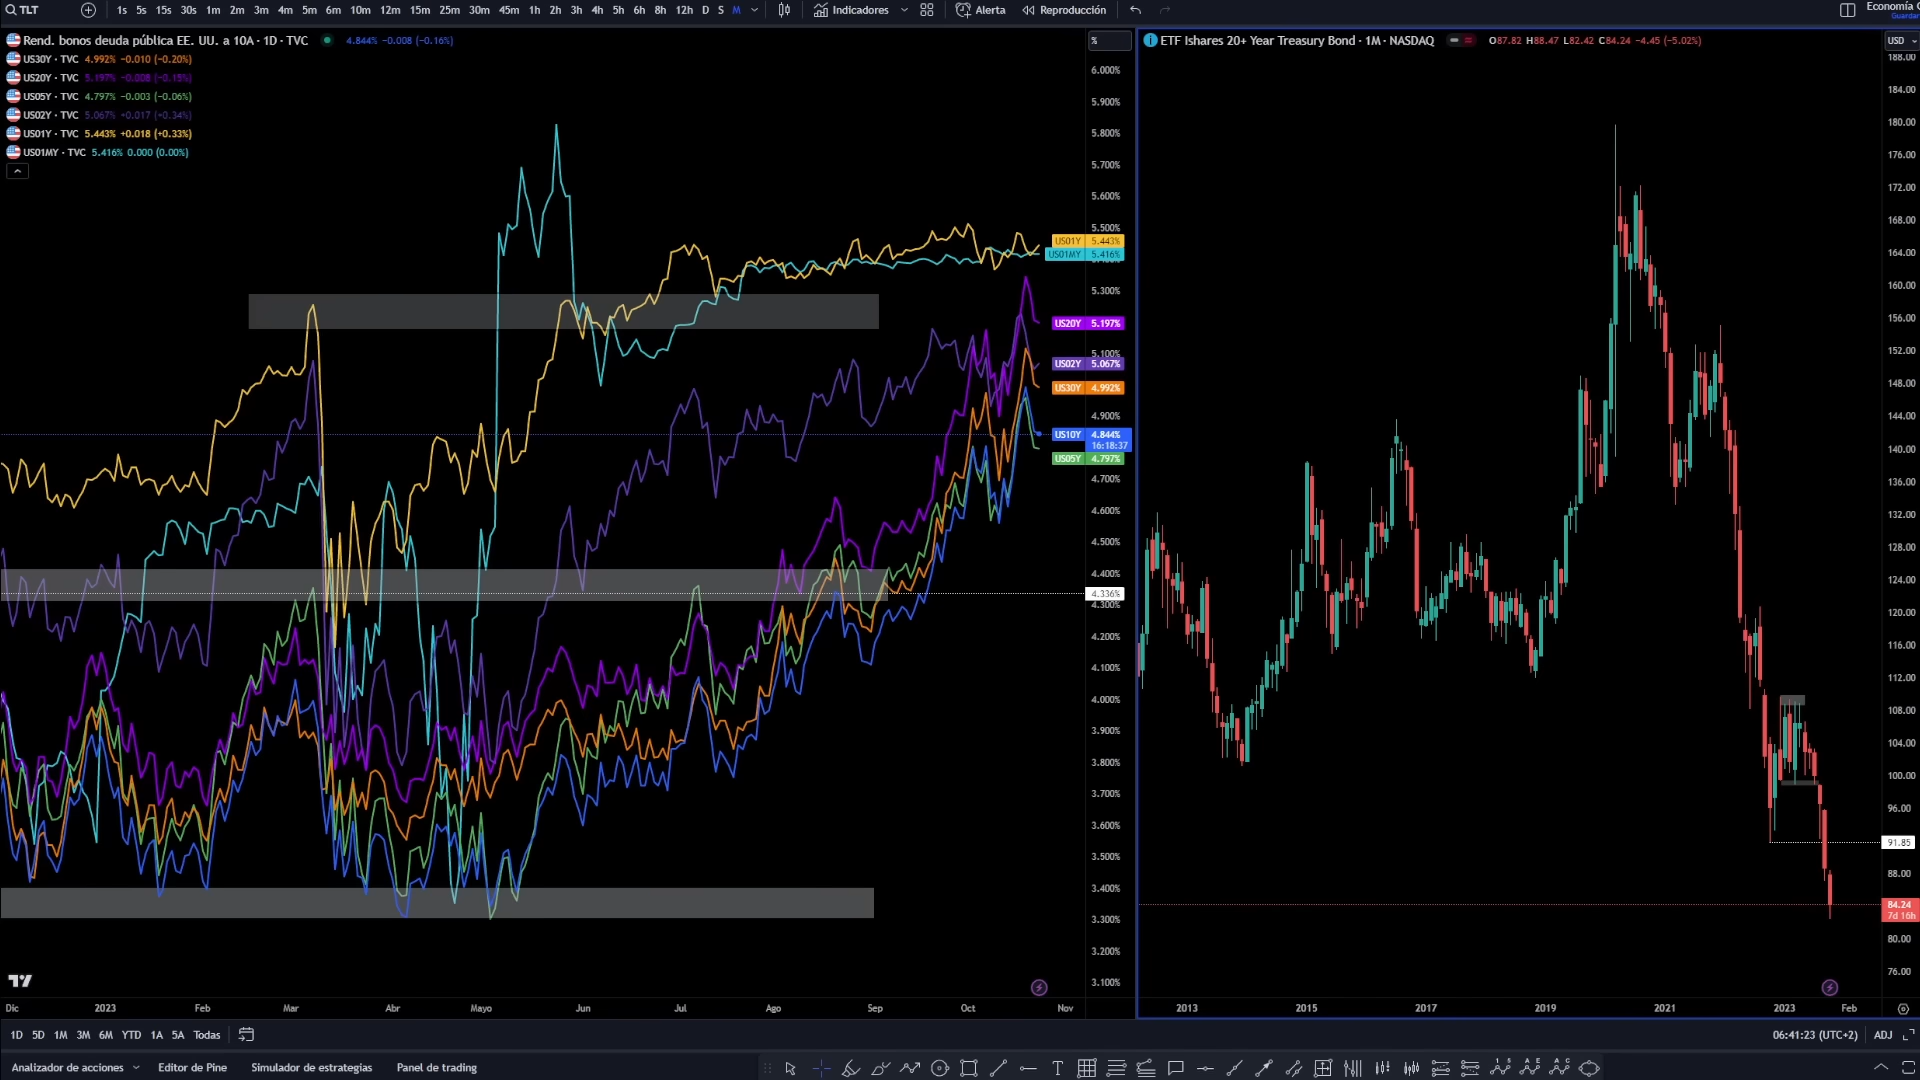 TLT
1s 5s 15s 30s 1m 2m 3m 4m 5m 6m 10m 12m 15m 25m 30m 45m 1h 2h 3h 4h 5h 6h 8h 12h D S M
Indicadores
Alerta
Reproducción
Economía
Guardar
Rend. bonos deuda pública EE. UU. a 10A · 1D · TVC 4.844% −0.008 (−0.16%)
US30Y · TVC 4.992% −0.010 (−0.20%)
US20Y · TVC 5.197% −0.008 (−0.15%)
US05Y · TVC 4.797% −0.003 (−0.06%)
US02Y · TVC 5.067% +0.017 (+0.34%)
US01Y · TVC 5.443% +0.018 (+0.33%)
US01MY · TVC 5.416% 0.000 (0.00%)
%
6.000%
5.900%
5.800%
5.700%
5.600%
5.500%
US01Y 5.443%
US01MY 5.416%
5.300%
US20Y 5.197%
5.100%
US02Y 5.067%
US30Y 4.992%
4.900%
US10Y 4.844%
16:18:37
US05Y 4.797%
4.700%
4.600%
4.500%
4.400%
4.336%
4.300%
4.200%
4.100%
4.000%
3.900%
3.800%
3.700%
3.600%
3.500%
3.400%
3.300%
3.200%
3.100%
Dic 2023 Feb Mar Abr Mayo Jun Jul Ago Sep Oct Nov
ETF Ishares 20+ Year Treasury Bond · 1M · NASDAQ O87.82 H88.47 L82.42 C84.24 −4.45 (−5.02%)
USD
188.00
184.00
180.00
176.00
172.00
168.00
164.00
160.00
156.00
152.00
148.00
144.00
140.00
136.00
132.00
128.00
124.00
120.00
116.00
112.00
108.00
104.00
100.00
96.00
91.85
88.00
84.24
7d 16h
80.00
76.00
2013 2015 2017 2019 2021 2023 Feb
1D 5D 1M 3M 6M YTD 1A 5A Todas
06:41:23 (UTC+2) ADJ
Analizador de acciones Editor de Pine Simulador de estrategias Panel de trading